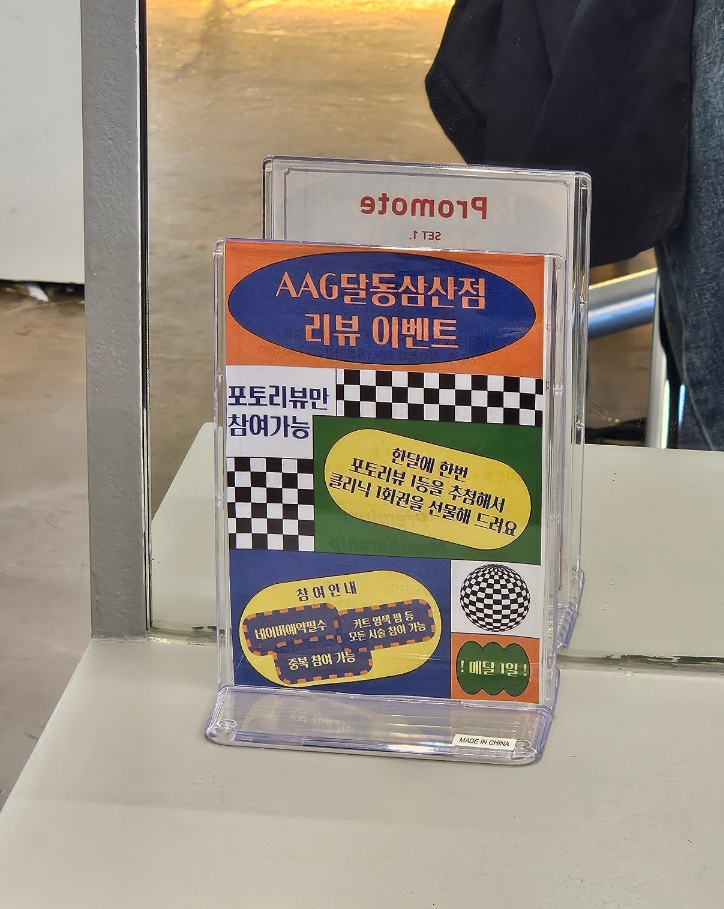 Promote
SET 1.
AAG달동삼산점
리뷰 이벤트
포토리뷰만
참여가능
한달에 한번
포토리뷰 1등을 추첨해서
클리닉 1회권을 선물해 드려요
참여안내
네이버예약필수
커트 염색 펌 등
모든 시술 참여 가능
중복 참여 가능
! 매달 1일 !
MADE IN CHINA